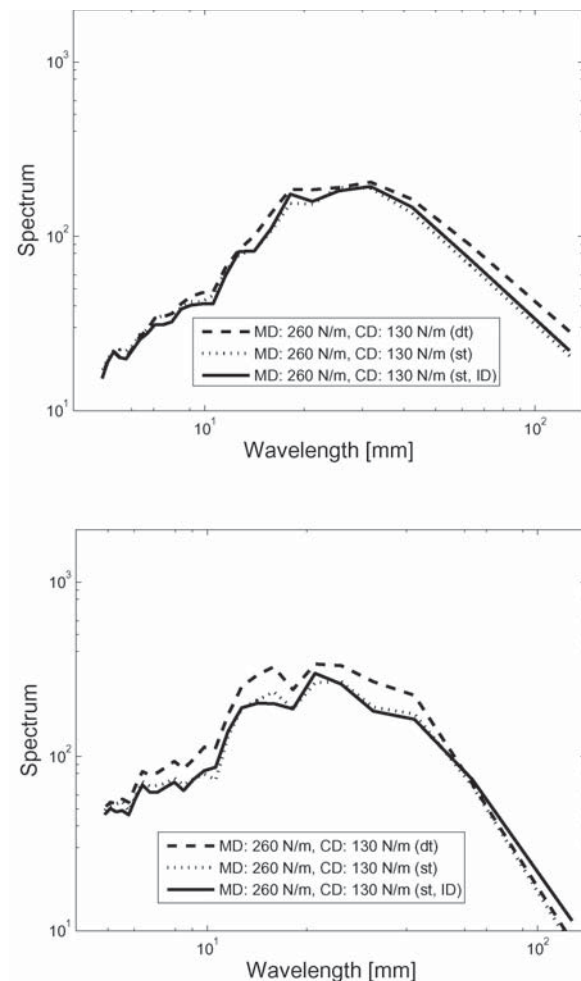 10³
10²
10¹
Spectrum
MD: 260 N/m, CD: 130 N/m (dt)
MD: 260 N/m, CD: 130 N/m (st)
MD: 260 N/m, CD: 130 N/m (st, ID)
10¹
10²
Wavelength [mm]
10³
10²
10¹
Spectrum
MD: 260 N/m, CD: 130 N/m (dt)
MD: 260 N/m, CD: 130 N/m (st)
MD: 260 N/m, CD: 130 N/m (st, ID)
10¹
10²
Wavelength [mm]